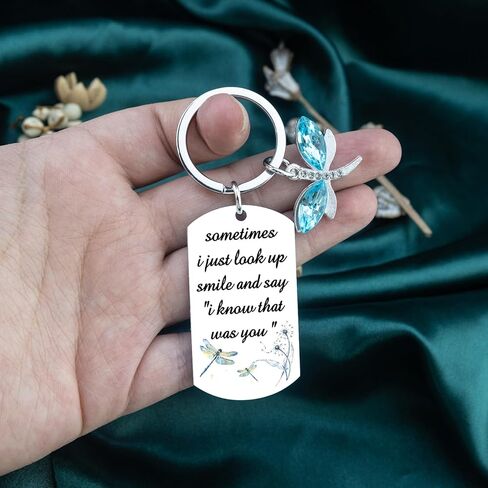 sometimes
i just look up
smile and say
"i know that
was you "